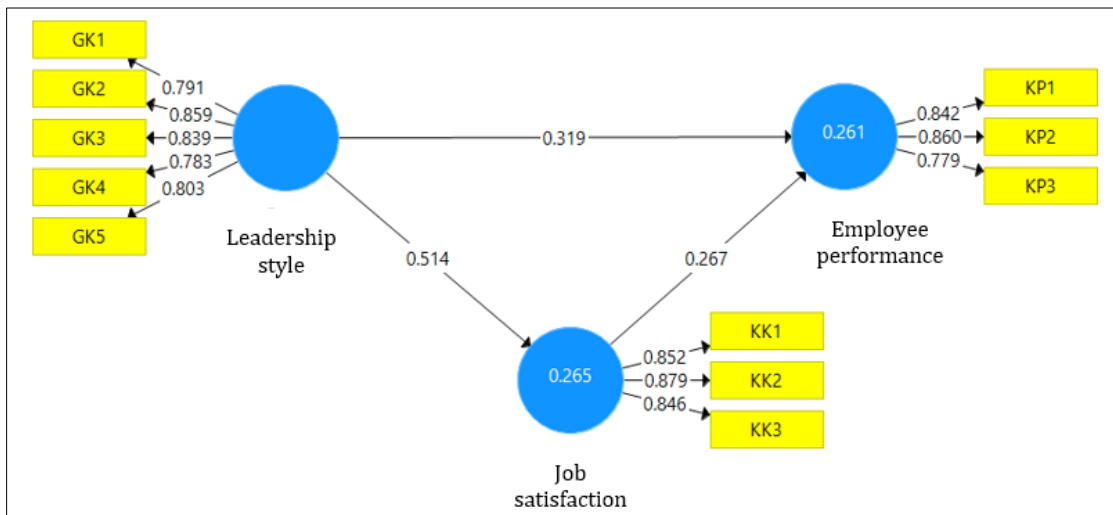 GK1
GK2
GK3
GK4
GK5
0.791
0.859
0.839
0.783
0.803
Leadership
style
0.319
0.514
0.267
0.261
Employee
performance
0.842
0.860
0.779
KP1
KP2
KP3
0.265
Job
satisfaction
0.852
0.879
0.846
KK1
KK2
KK3